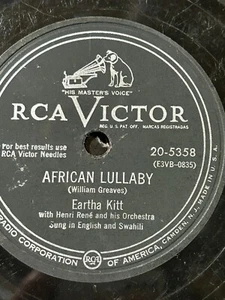 "HIS MASTER'S VOICE"
RCA VICTOR
REG. U. S. PAT. OFF. MARCAS REGISTRADAS
For best results use
RCA Victor Needles
20-5358
(E3VB-0835)
AFRICAN LULLABY
(William Greaves)
Eartha Kitt
with Henri René and his Orchestra
Sung in English and Swahili
RADIO CORPORATION OF AMERICA, CAMDEN, N. J.
RCA